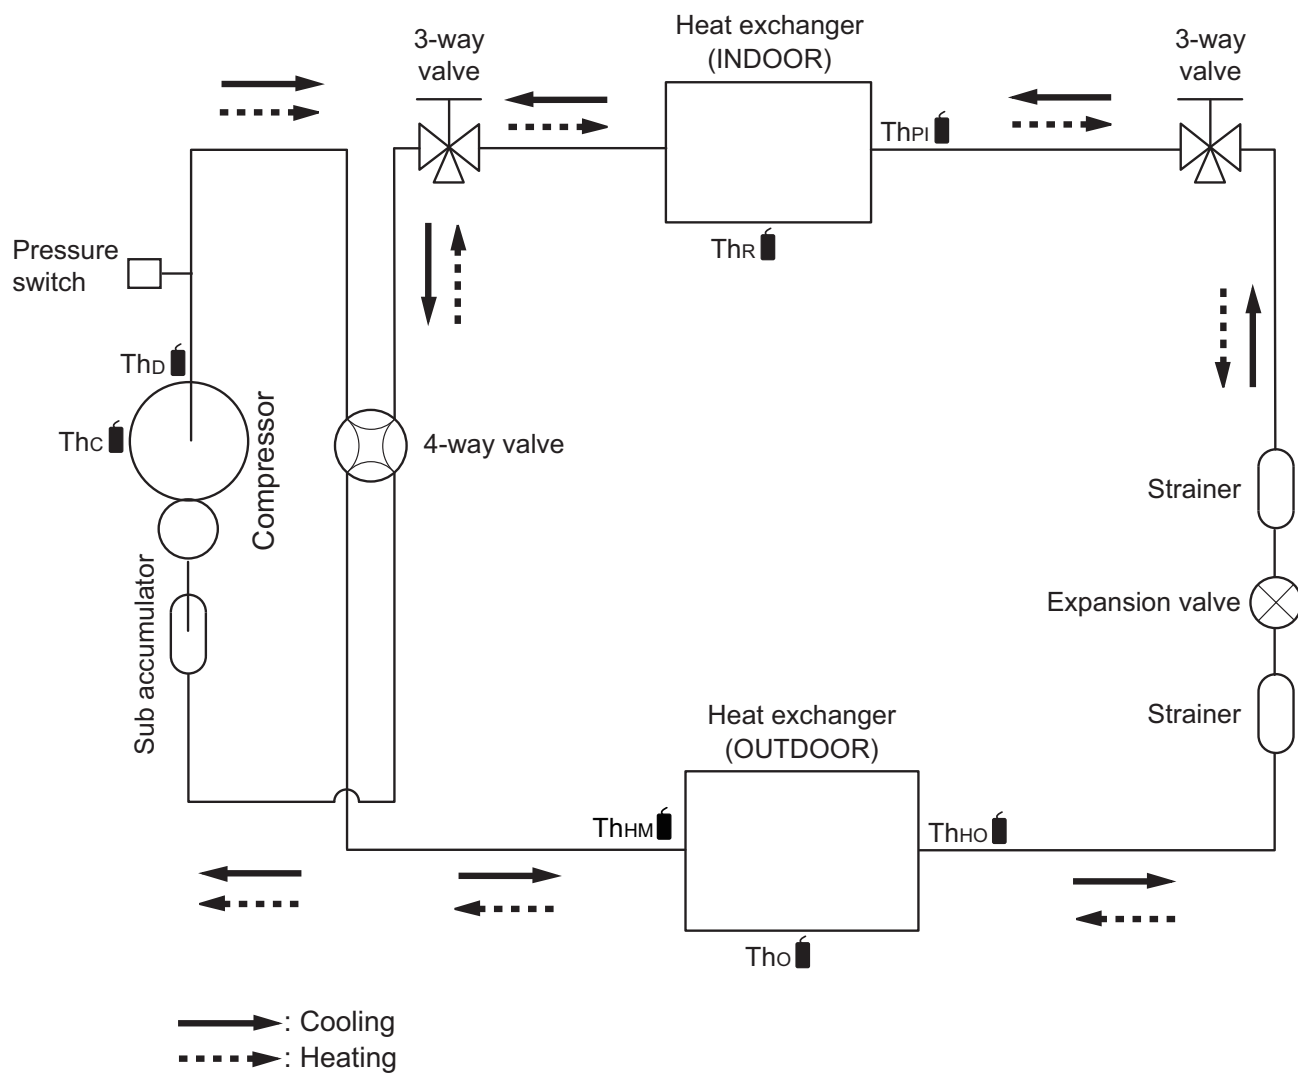 3-way
valve
Heat exchanger
(INDOOR)
3-way
valve
ThPI
ThR
Pressure
switch
ThD
ThC
Compressor
4-way valve
Strainer
Expansion valve
Sub accumulator
Strainer
Heat exchanger
(OUTDOOR)
ThHM
ThHO
ThO
: Cooling
: Heating